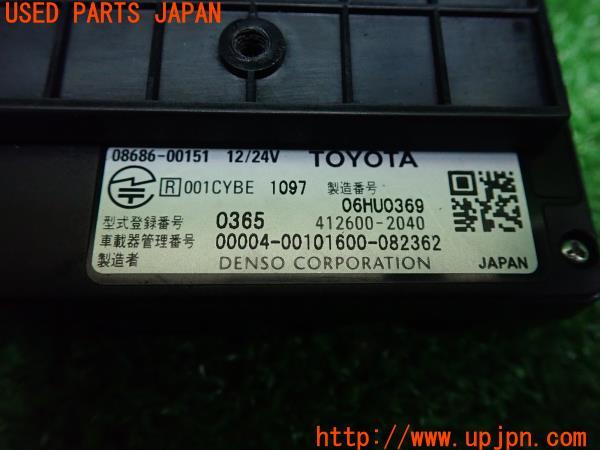 USED PARTS JAPAN
08686-00151 12/24V TOYOTA
R 001CYBE 1097 製造番号
06HU0369
型式登録番号 0365 412600-2040
車載器管理番号 00004-00101600-082362
製造者 DENSO CORPORATION JAPAN
UPJ http://www.upjpn.com/